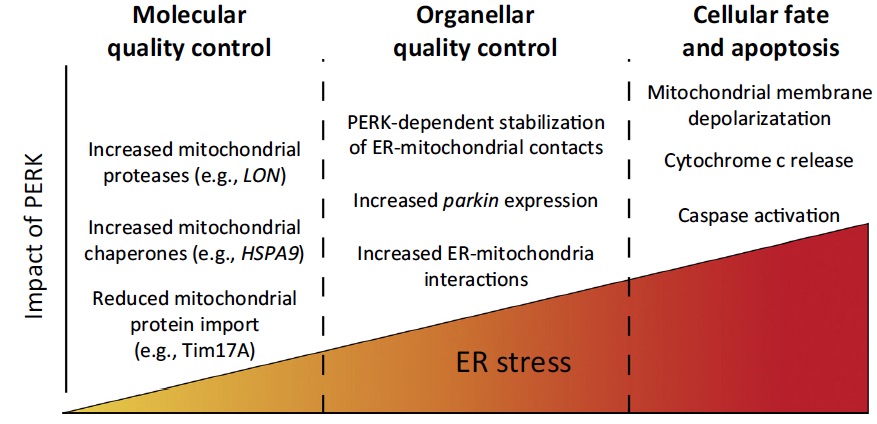 Molecular
quality control
Organellar
quality control
Cellular fate
and apoptosis
Impact of PERK
Increased mitochondrial
proteases (e.g., LON)
Increased mitochondrial
chaperones (e.g., HSPA9)
Reduced mitochondrial
protein import
(e.g., Tim17A)
PERK-dependent stabilization
of ER-mitochondrial contacts
Increased parkin expression
Increased ER-mitochondria
interactions
Mitochondrial membrane
depolarizatation
Cytochrome c release
Caspase activation
ER stress